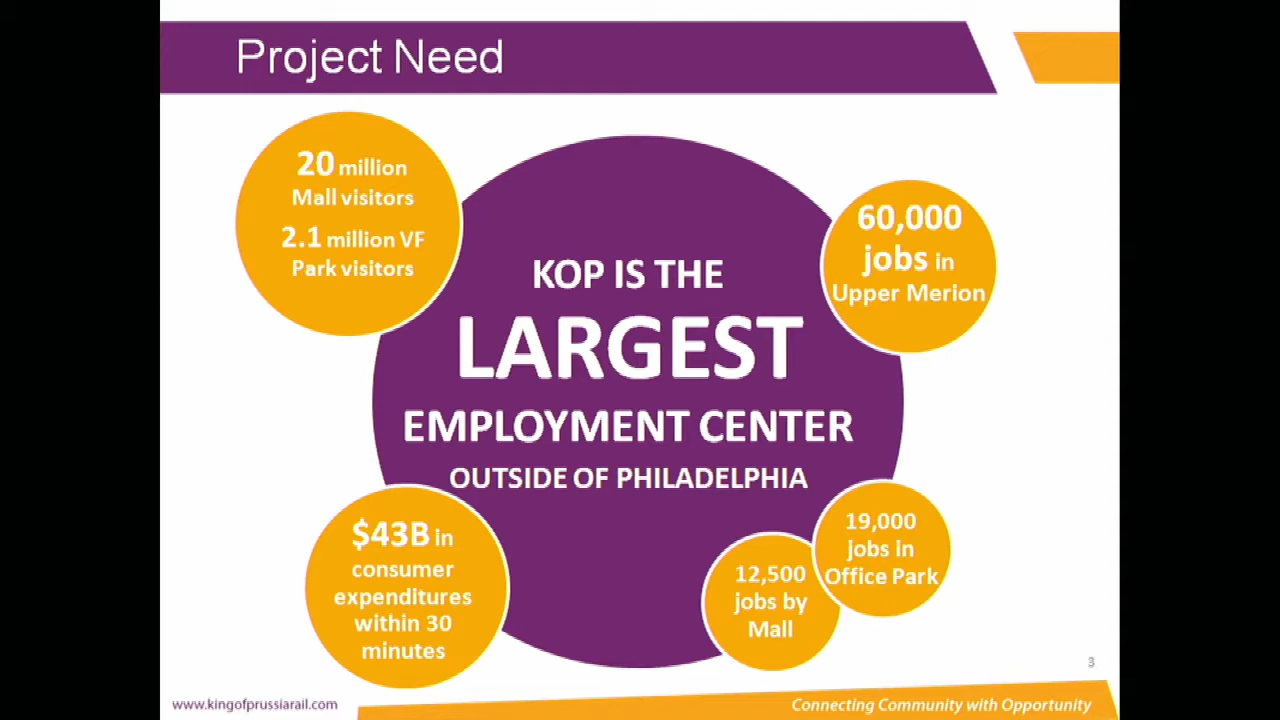 Project Need
20 million
Mall visitors
2.1 million VF
Park visitors
60,000
jobs in
Upper Merion
KOP IS THE
LARGEST
EMPLOYMENT CENTER
OUTSIDE OF PHILADELPHIA
$43B in
consumer
expenditures
within 30
minutes
12,500
jobs by
Mall
19,000
jobs in
Office Park
3
www.kingofprussiarail.com
Connecting Community with Opportunity